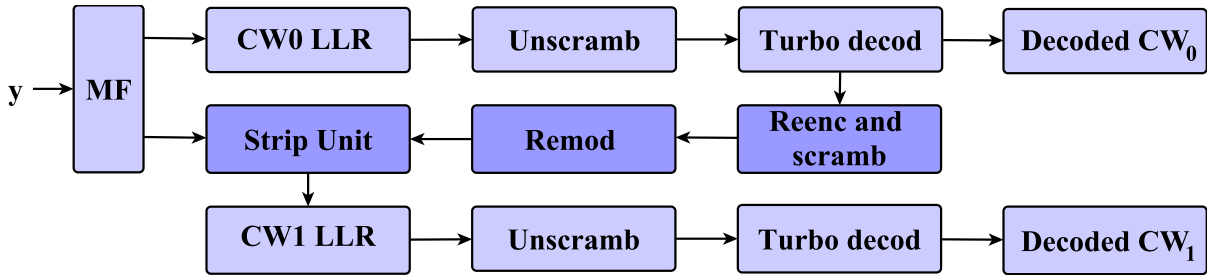 y
MF
CW0 LLR
Unscramb
Turbo decod
Decoded CW₀
Strip Unit
Remod
Reenc and
scramb
CW1 LLR
Unscramb
Turbo decod
Decoded CW₁